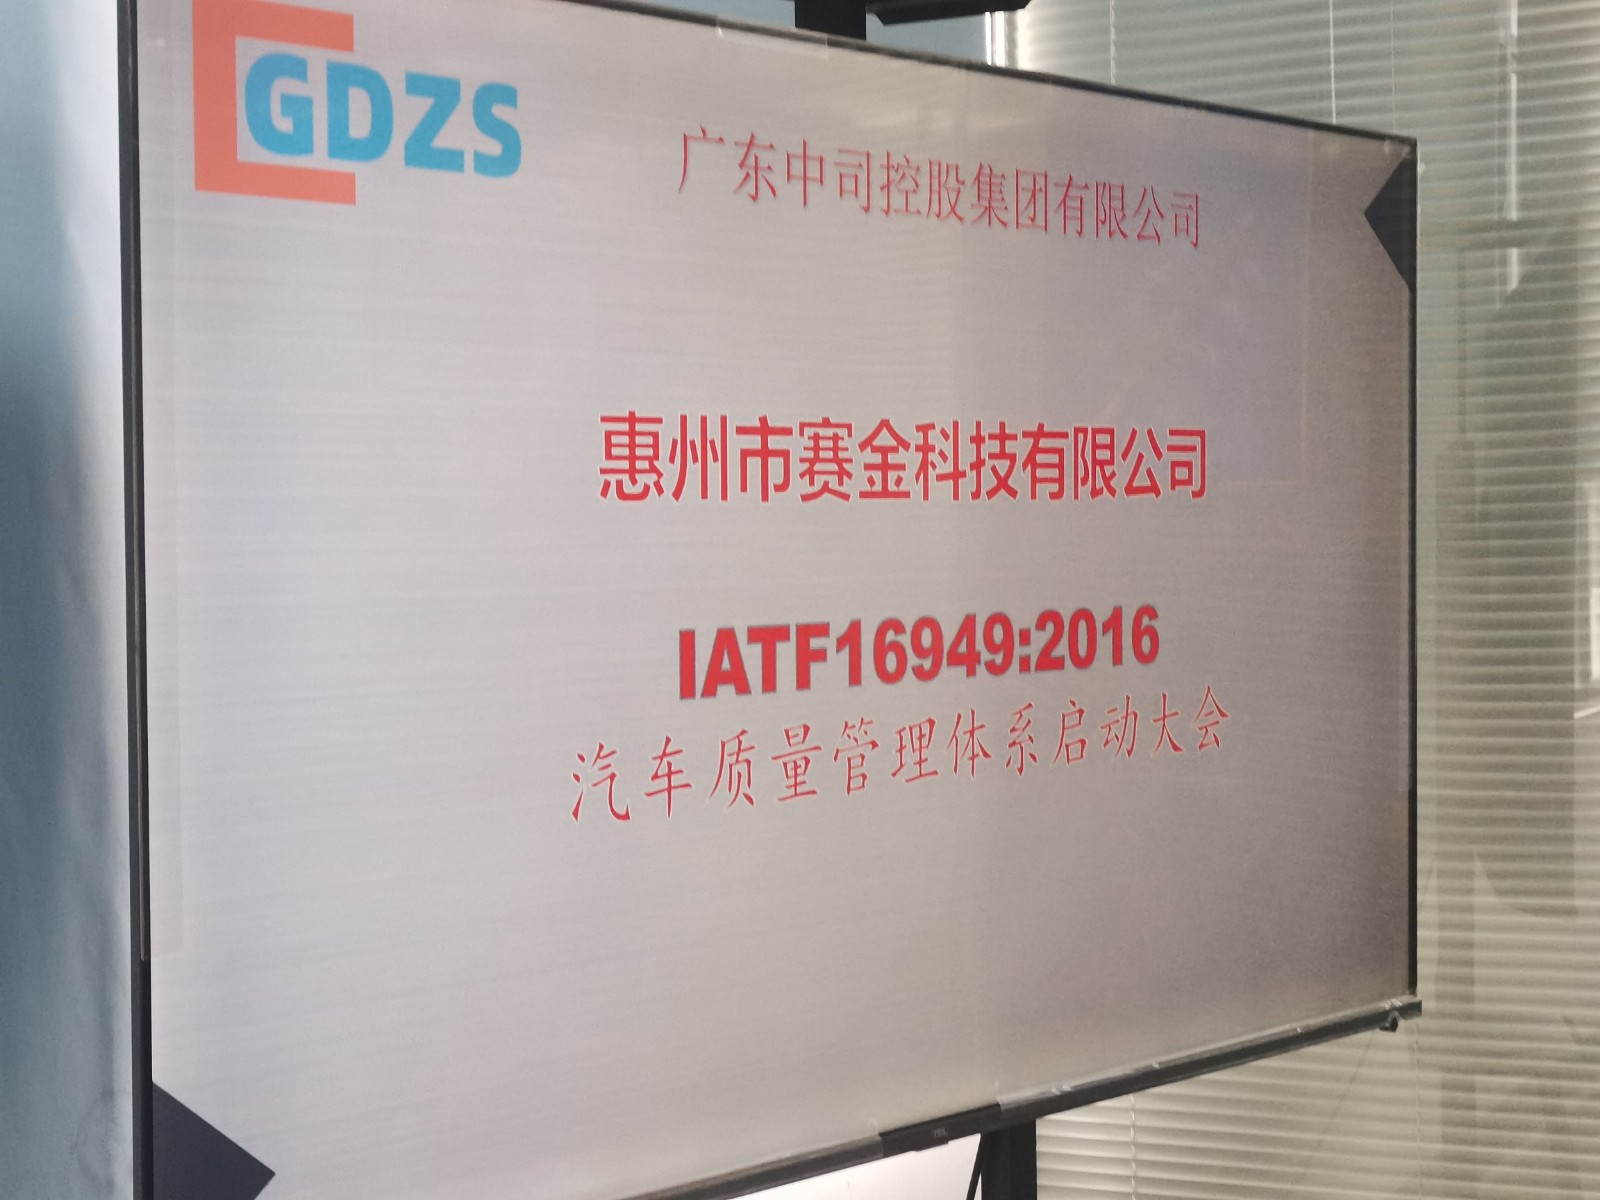 GDZS
广东中司控股集团有限公司
惠州市赛金科技有限公司
IATF16949:2016
汽车质量管理体系启动大会